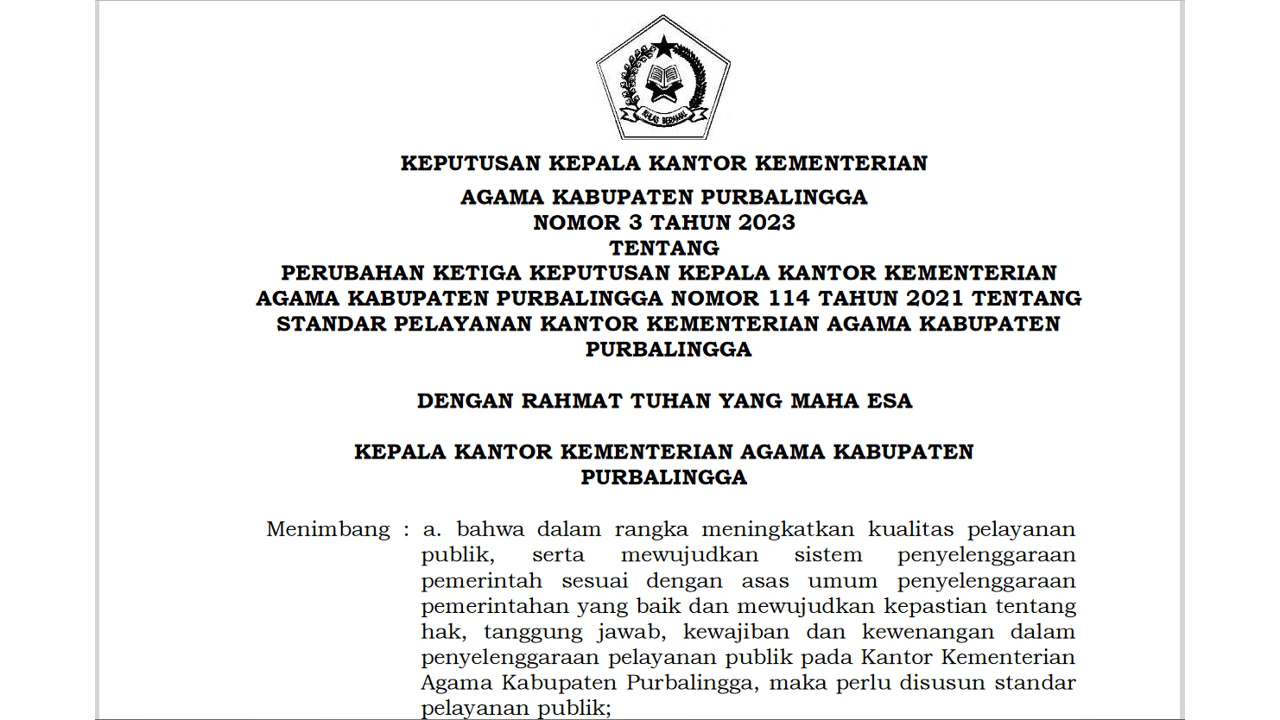 IKHLAS BERAMAL
KEPUTUSAN KEPALA KANTOR KEMENTERIAN
AGAMA KABUPATEN PURBALINGGA
NOMOR 3 TAHUN 2023
TENTANG
PERUBAHAN KETIGA KEPUTUSAN KEPALA KANTOR KEMENTERIAN
AGAMA KABUPATEN PURBALINGGA NOMOR 114 TAHUN 2021 TENTANG
STANDAR PELAYANAN KANTOR KEMENTERIAN AGAMA KABUPATEN
PURBALINGGA
DENGAN RAHMAT TUHAN YANG MAHA ESA
KEPALA KANTOR KEMENTERIAN AGAMA KABUPATEN
PURBALINGGA
Menimbang : a. bahwa dalam rangka meningkatkan kualitas pelayanan
publik, serta mewujudkan sistem penyelenggaraan
pemerintah sesuai dengan asas umum penyelenggaraan
pemerintahan yang baik dan mewujudkan kepastian tentang
hak, tanggung jawab, kewajiban dan kewenangan dalam
penyelenggaraan pelayanan publik pada Kantor Kementerian
Agama Kabupaten Purbalingga, maka perlu disusun standar
pelayanan publik;